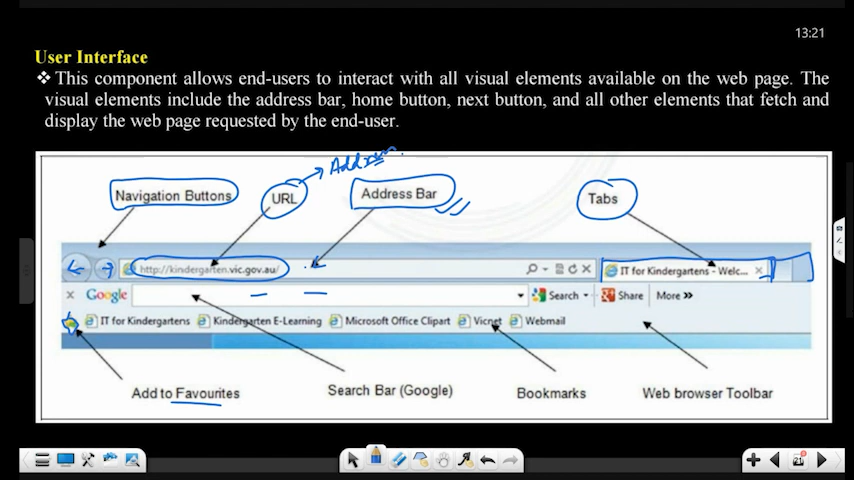 13:21
User Interface
❖ This component allows end-users to interact with all visual elements available on the web page. The
visual elements include the address bar, home button, next button, and all other elements that fetch and
display the web page requested by the end-user.
Address
Navigation Buttons URL Address Bar Tabs
http://kindergarten.vic.gov.au/ IT for Kindergartens - Welc...
x Google Search Share More »
IT for Kindergartens Kindergarten E-Learning Microsoft Office Clipart Vicnet Webmail
Add to Favourites Search Bar (Google) Bookmarks Web browser Toolbar
21